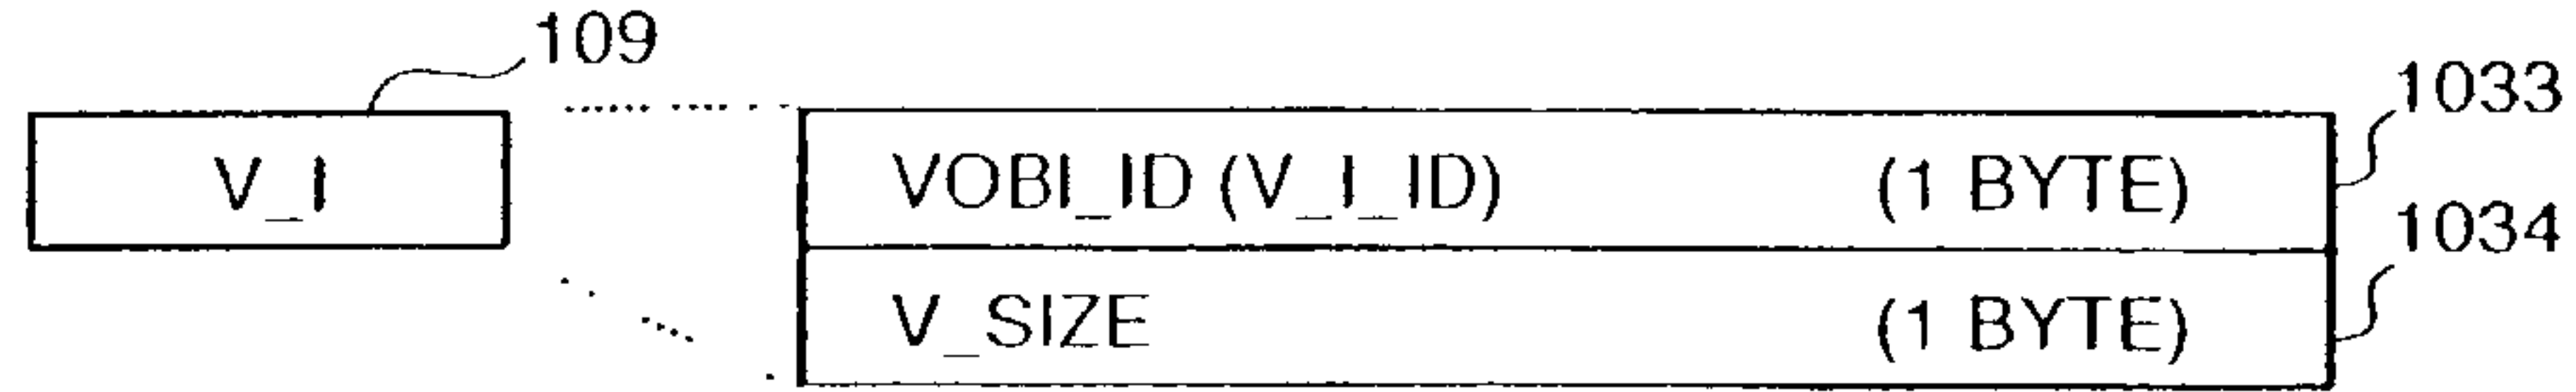 109
V_I
1033
VOBI_ID (V_I_ID) (1 BYTE)
1034
V_SIZE (1 BYTE)